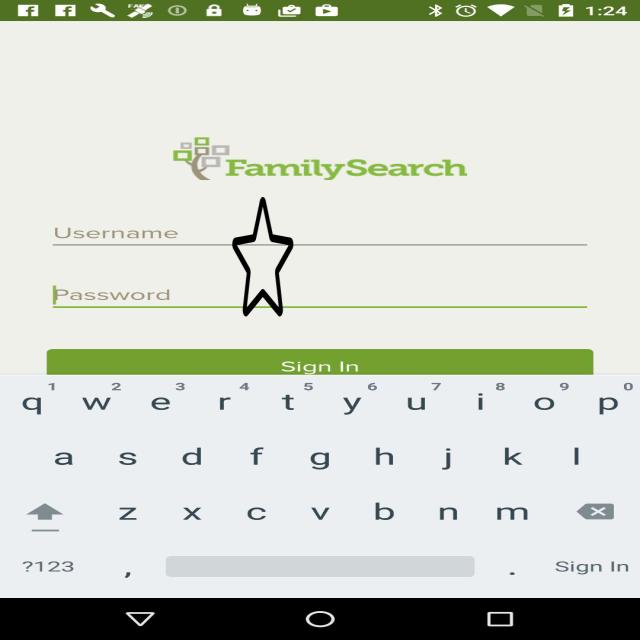 1:24
FamilySearch
Username
Password
Sign In
1 2 3 4 5 6 7 8 9 0
q w e r t y u i o p
a s d f g h j k l
z x c v b n m
?123 , . Sign In